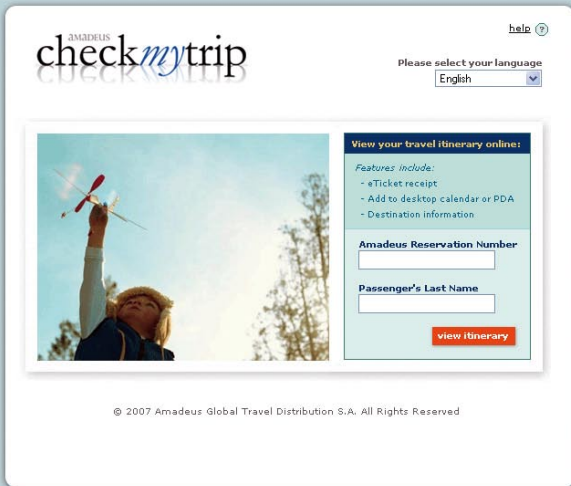 help ?
AMADEUS
checkmytrip
Please select your language
English
View your travel itinerary online:
Features include:
- eTicket receipt
- Add to desktop calendar or PDA
- Destination information
Amadeus Reservation Number
Passenger's Last Name
view itinerary
© 2007 Amadeus Global Travel Distribution S.A. All Rights Reserved